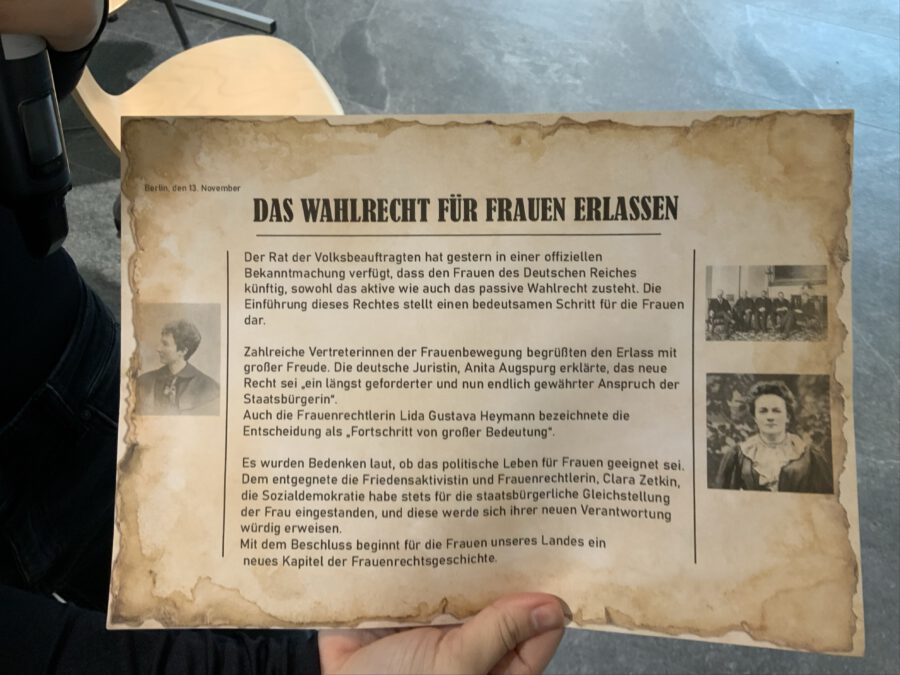 Berlin, den 13. November
DAS WAHLRECHT FÜR FRAUEN ERLASSEN
Der Rat der Volksbeauftragten hat gestern in einer offiziellen
Bekanntmachung verfügt, dass den Frauen des Deutschen Reiches
künftig, sowohl das aktive wie auch das passive Wahlrecht zusteht. Die
Einführung dieses Rechtes stellt einen bedeutsamen Schritt für die Frauen
dar.
Zahlreiche Vertreterinnen der Frauenbewegung begrüßten den Erlass mit
großer Freude. Die deutsche Juristin, Anita Augspurg erklärte, das neue
Recht sei „ein längst geforderter und nun endlich gewährter Anspruch der
Staatsbürgerin“.
Auch die Frauenrechtlerin Lida Gustava Heymann bezeichnete die
Entscheidung als „Fortschritt von großer Bedeutung“.
Es wurden Bedenken laut, ob das politische Leben für Frauen geeignet sei.
Dem entgegnete die Friedensaktivistin und Frauenrechtlerin, Clara Zetkin,
die Sozialdemokratie habe stets für die staatsbürgerliche Gleichstellung
der Frau eingestanden, und diese werde sich ihrer neuen Verantwortung
würdig erweisen.
Mit dem Beschluss beginnt für die Frauen unseres Landes ein
neues Kapitel der Frauenrechtsgeschichte.